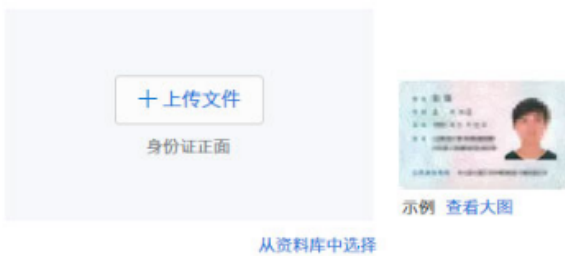 + 上传文件
身份证正面
示例 查看大图
从资料库中选择